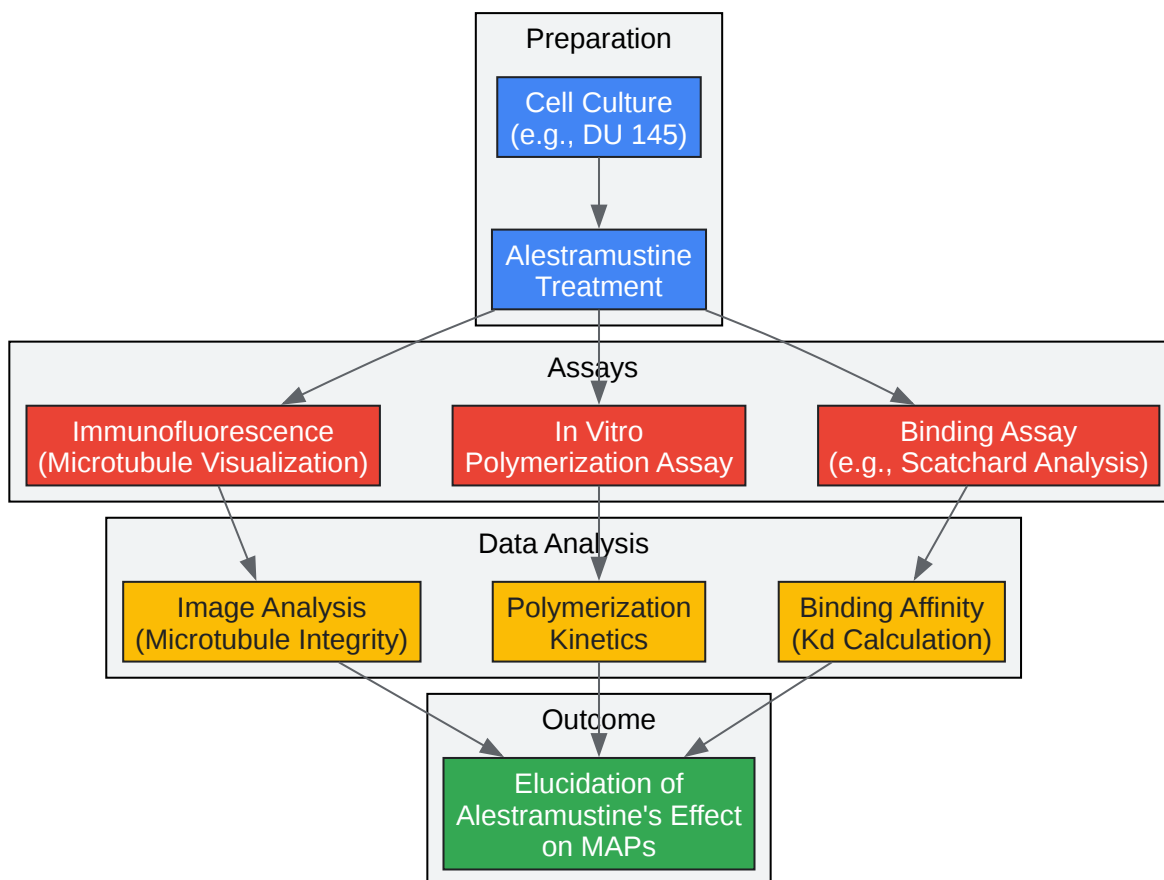 Preparation
Cell Culture
(e.g., DU 145)
Alestramustine
Treatment
Assays
Immunofluorescence
(Microtubule Visualization)
In Vitro
Polymerization Assay
Binding Assay
(e.g., Scatchard Analysis)
Data Analysis
Image Analysis
(Microtubule Integrity)
Polymerization
Kinetics
Binding Affinity
(Kd Calculation)
Outcome
Elucidation of
Alestramustine's Effect
on MAPs